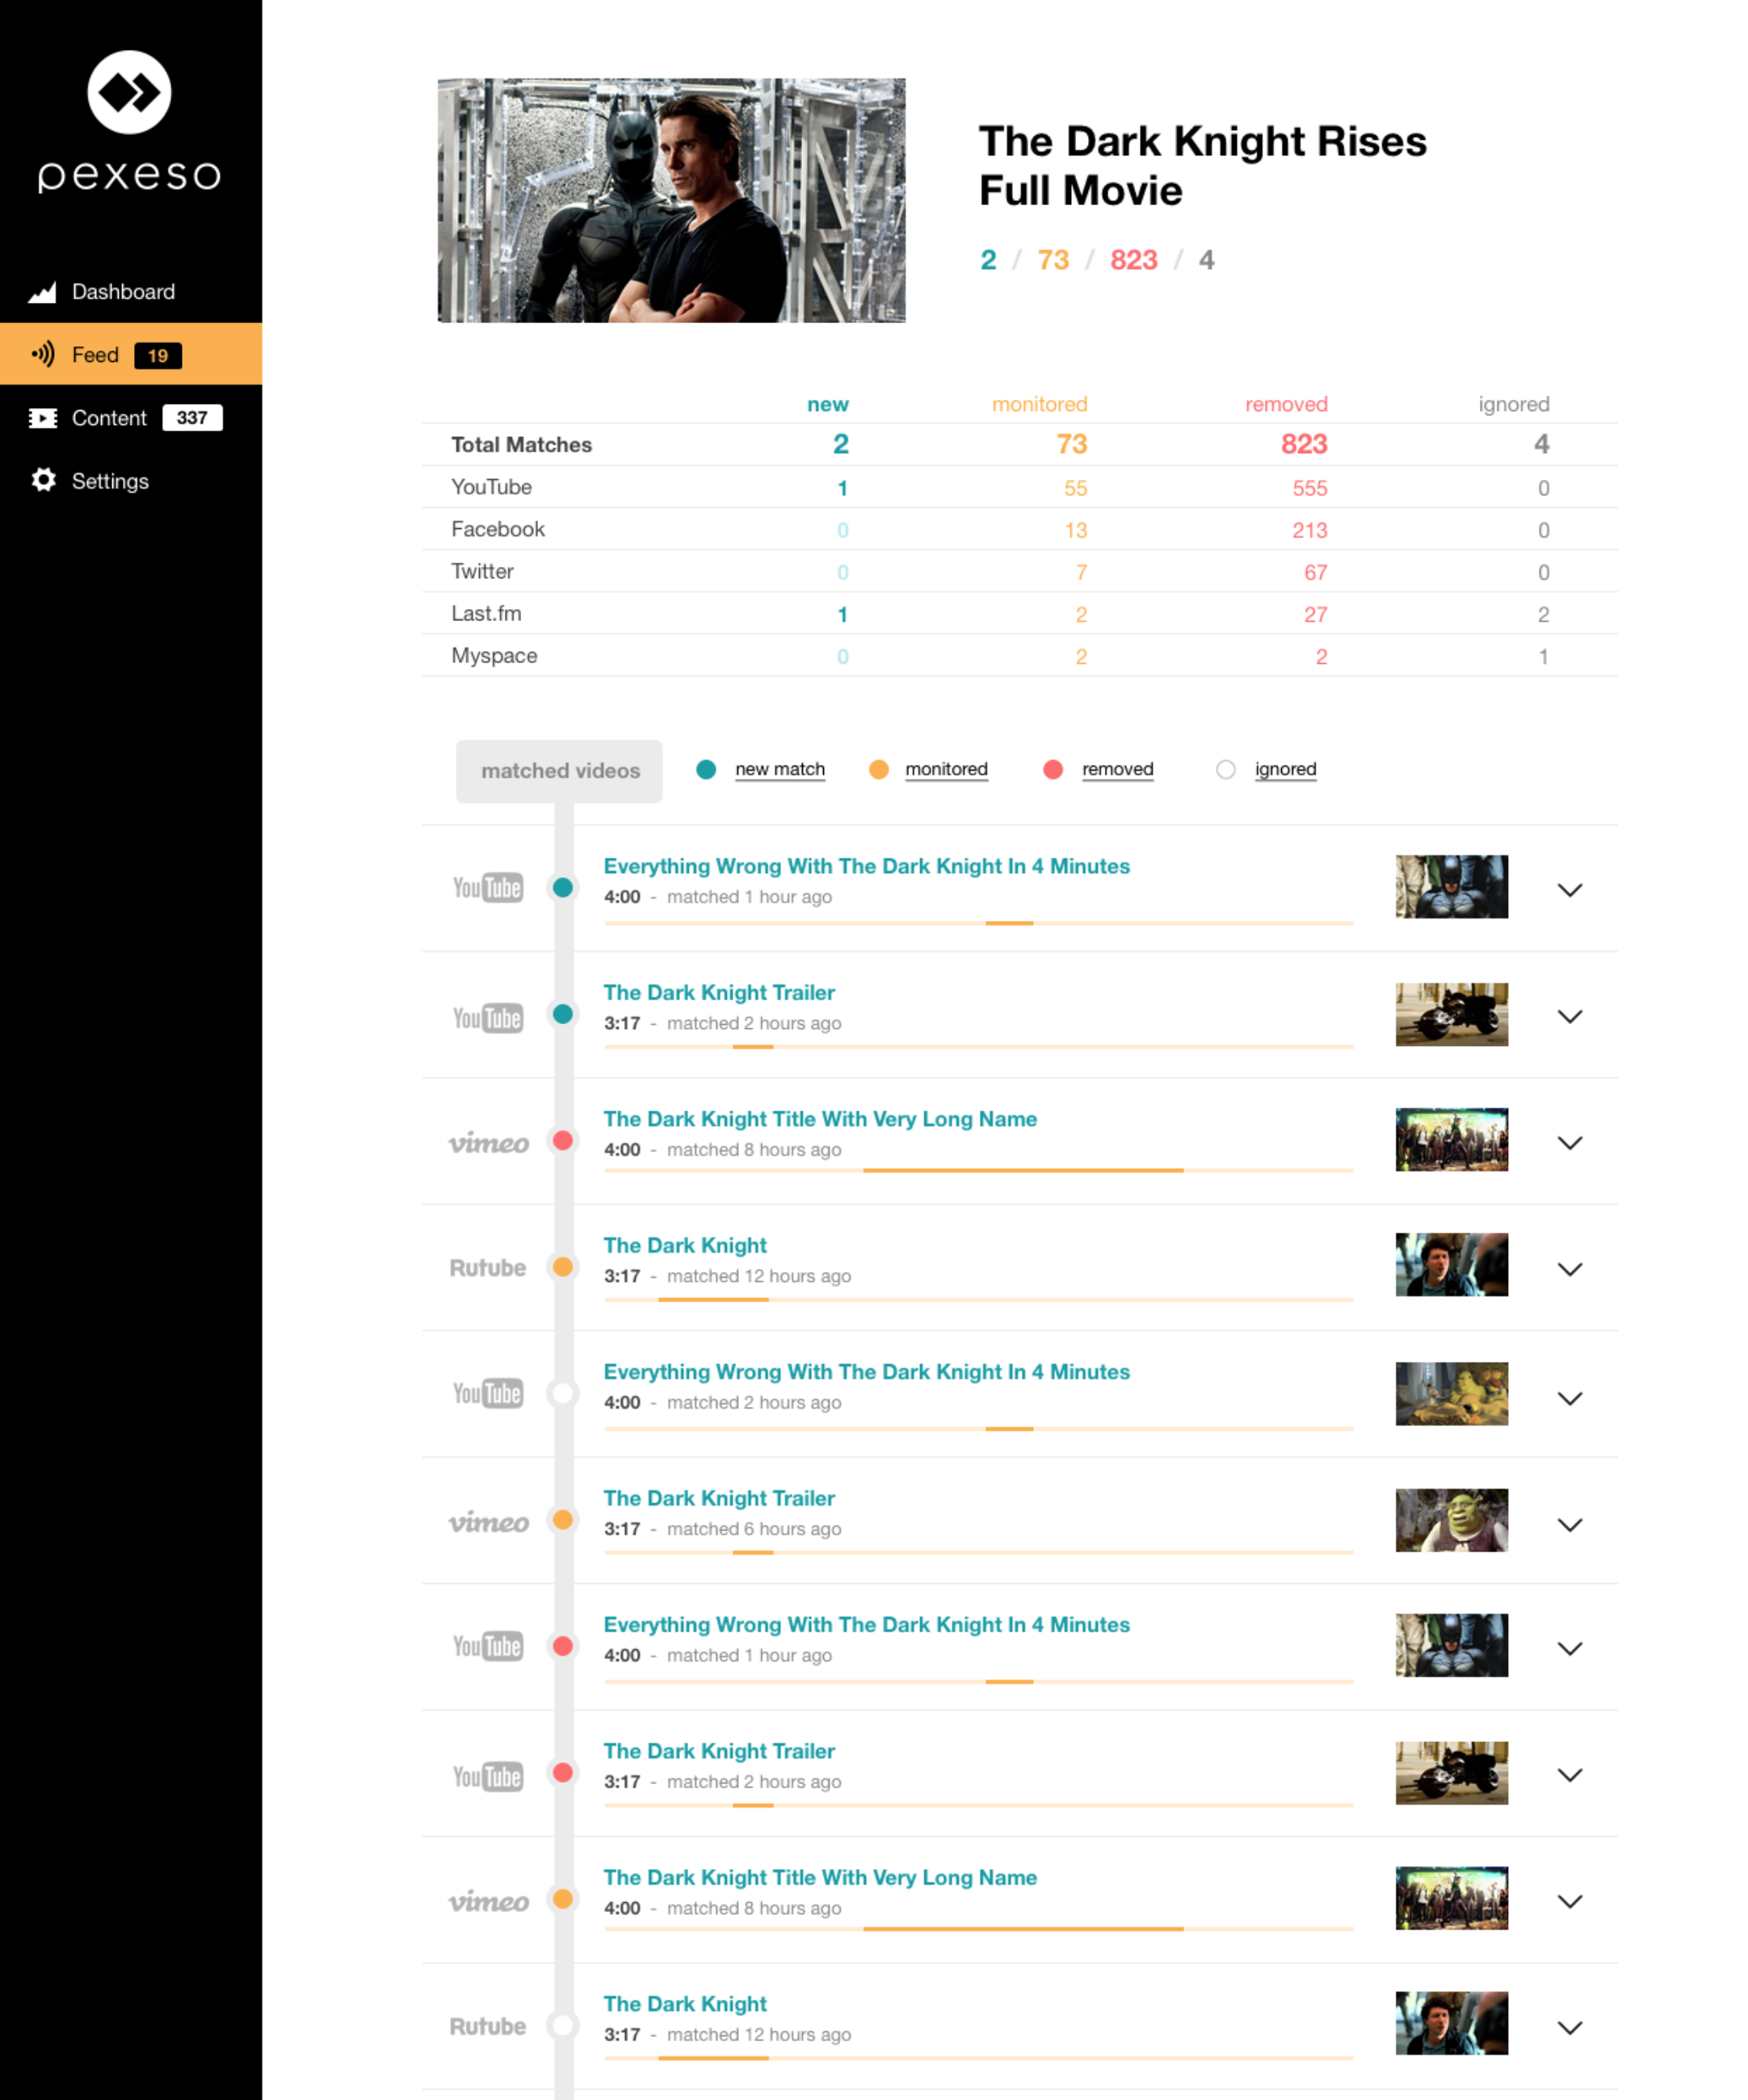 pexeso
Dashboard
Feed 19
Content 337
Settings
The Dark Knight Rises
Full Movie
2 / 73 / 823 / 4
new monitored removed ignored
Total Matches 2 73 823 4
YouTube 1 55 555 0
Facebook 0 13 213 0
Twitter 0 7 67 0
Last.fm 1 2 27 2
Myspace 0 2 2 1
matched videos new match monitored removed ignored
YouTube
Everything Wrong With The Dark Knight In 4 Minutes
4:00 - matched 1 hour ago
YouTube
The Dark Knight Trailer
3:17 - matched 2 hours ago
vimeo
The Dark Knight Title With Very Long Name
4:00 - matched 8 hours ago
Rutube
The Dark Knight
3:17 - matched 12 hours ago
YouTube
Everything Wrong With The Dark Knight In 4 Minutes
4:00 - matched 2 hours ago
vimeo
The Dark Knight Trailer
3:17 - matched 6 hours ago
YouTube
Everything Wrong With The Dark Knight In 4 Minutes
4:00 - matched 1 hour ago
YouTube
The Dark Knight Trailer
3:17 - matched 2 hours ago
vimeo
The Dark Knight Title With Very Long Name
4:00 - matched 8 hours ago
Rutube
The Dark Knight
3:17 - matched 12 hours ago